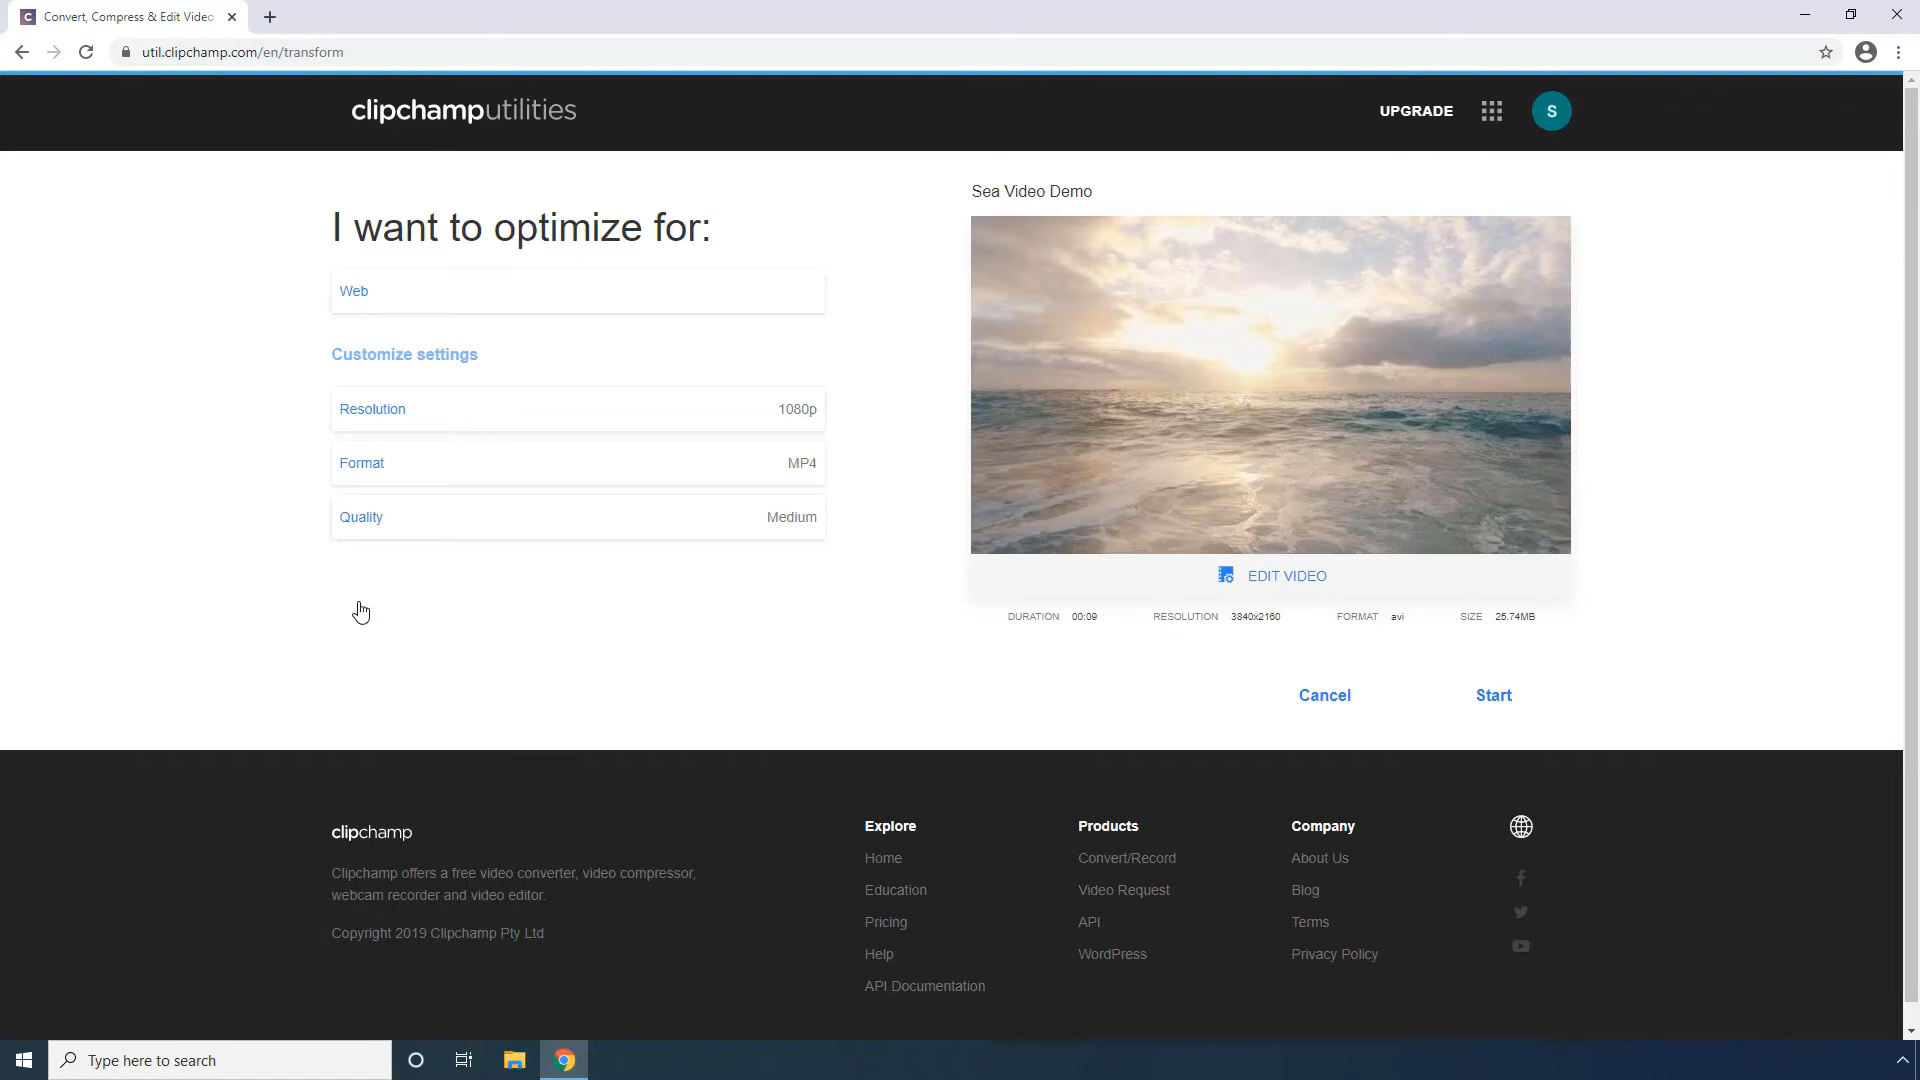 C Convert, Compress & Edit Video
util.clipchamp.com/en/transform
clipchamputilities
UPGRADE
S
I want to optimize for:
Web
Customize settings
Resolution 1080p
Format MP4
Quality Medium
Sea Video Demo
EDIT VIDEO
DURATION 00:09 RESOLUTION 3840x2160 FORMAT avi SIZE 25.74MB
Cancel Start
clipchamp
Clipchamp offers a free video converter, video compressor,
webcam recorder and video editor.
Copyright 2019 Clipchamp Pty Ltd
Explore
Home
Education
Pricing
Help
API Documentation
Products
Convert/Record
Video Request
API
WordPress
Company
About Us
Blog
Terms
Privacy Policy
Type here to search